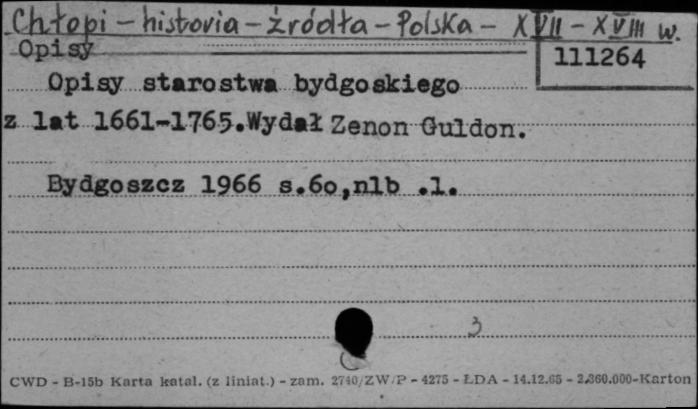 Chłopi - historia - źródła - Polska - XVII - XVIII w.
Opisy
111264
Opisy starostwa bydgoskiego
z lat 1661-1765.Wydał Zenon Guldon.
Bydgoszcz 1966 s.6o,nlb .1.
3
CWD - B-15b Karta katal. (z liniat.) - zam. 2740/ZW/P - 4275 - ŁDA - 14.12.65 - 2.360.000-Karton